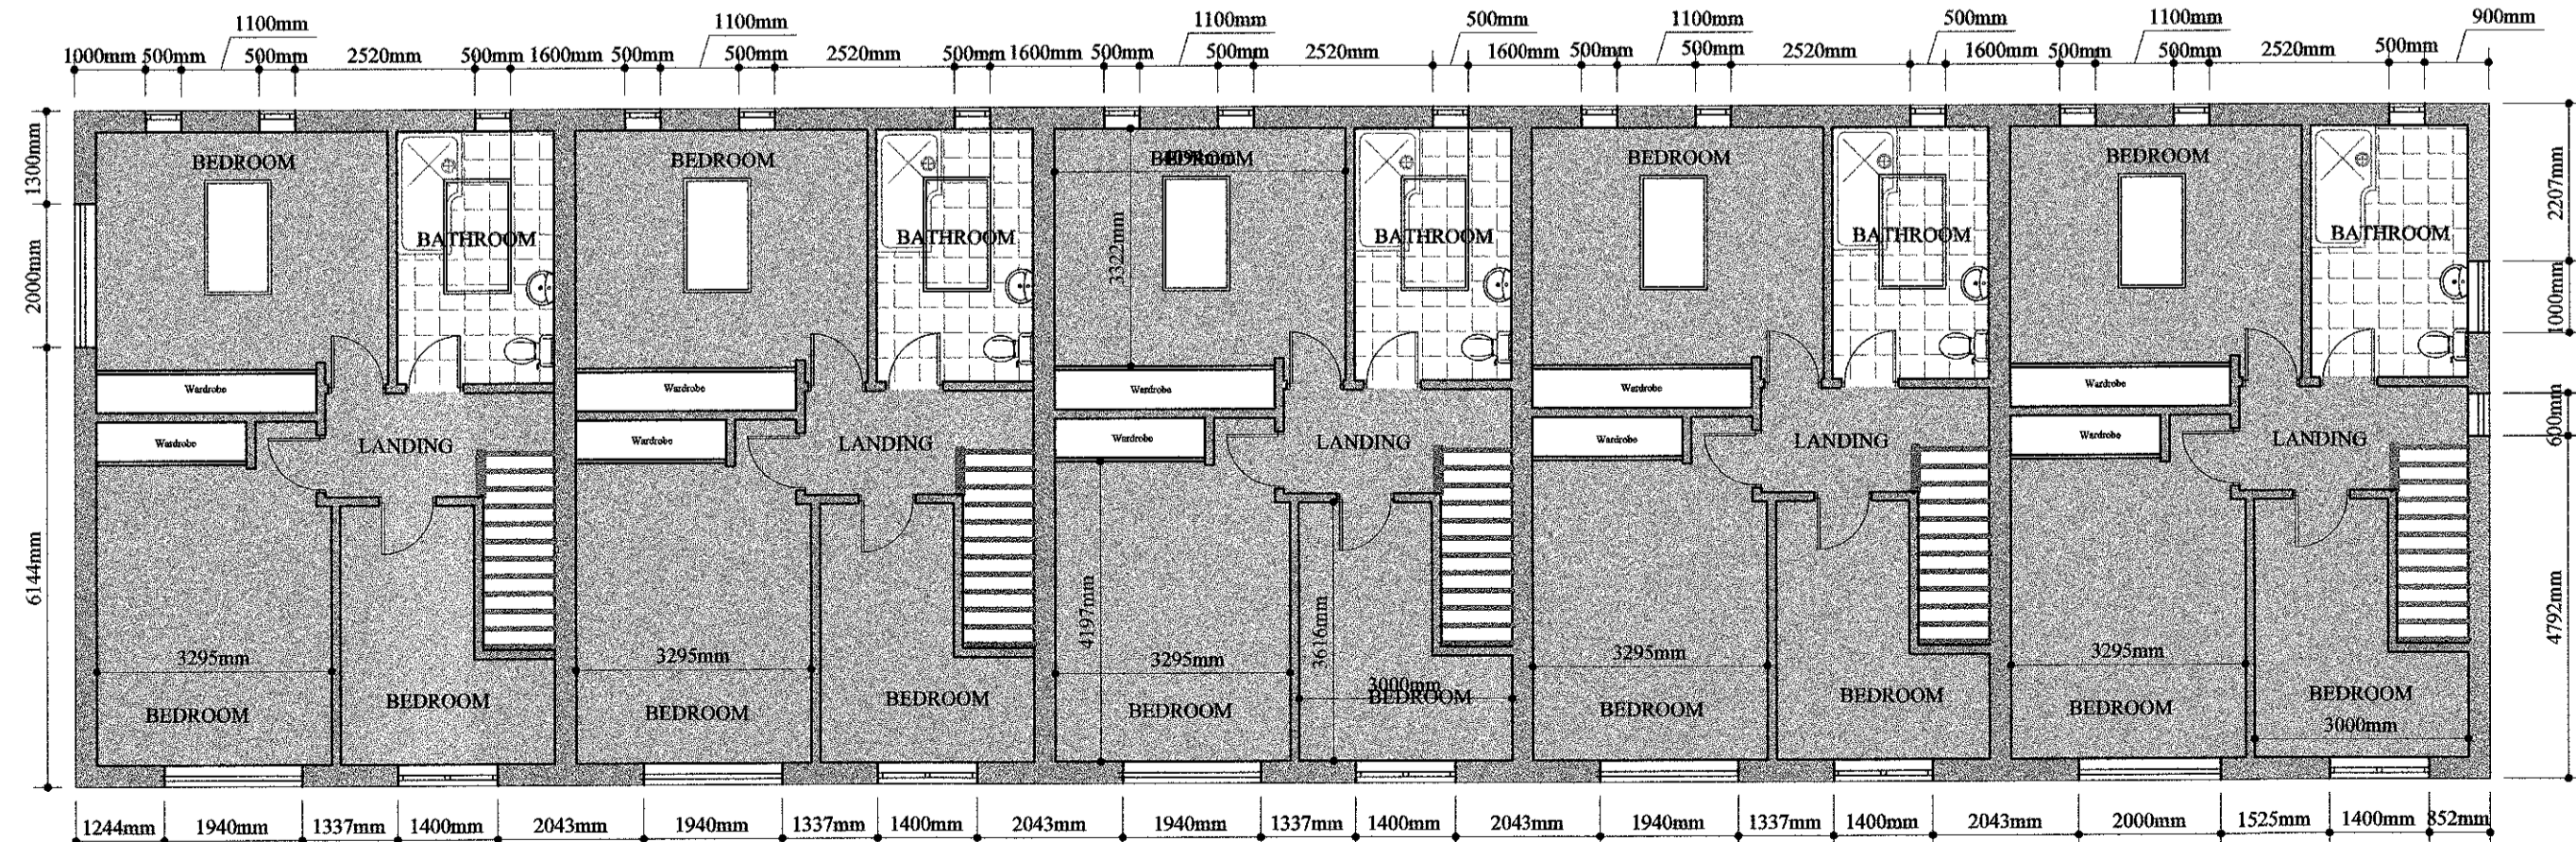 1100mm 1100mm 1100mm 500mm 1100mm 500mm 1100mm 900mm
1000mm 500mm 500mm 2520mm 500mm 1600mm 500mm 500mm 2520mm 500mm 1600mm 500mm 500mm 2520mm 1600mm 500mm 500mm 2520mm 1600mm 500mm 500mm 2520mm 500mm
1300mm
2000mm
6144mm
BEDROOM BEDROOM BEDROOM BEDROOM BEDROOM
3322mm
BATHROOM BATHROOM BATHROOM BATHROOM BATHROOM
2207mm
1000mm
600mm
4792mm
Wardrobe Wardrobe Wardrobe Wardrobe Wardrobe
Wardrobe Wardrobe Wardrobe Wardrobe Wardrobe
LANDING LANDING LANDING LANDING LANDING
4197mm
3616mm
3295mm 3295mm 3295mm 3295mm 3295mm
3000mm
BEDROOM BEDROOM BEDROOM BEDROOM BEDROOM BEDROOM BEDROOM BEDROOM BEDROOM BEDROOM
3000mm
1244mm 1940mm 1337mm 1400mm 2043mm 1940mm 1337mm 1400mm 2043mm 1940mm 1337mm 1400mm 2043mm 1940mm 1337mm 1400mm 2043mm 2000mm 1525mm 1400mm 852mm